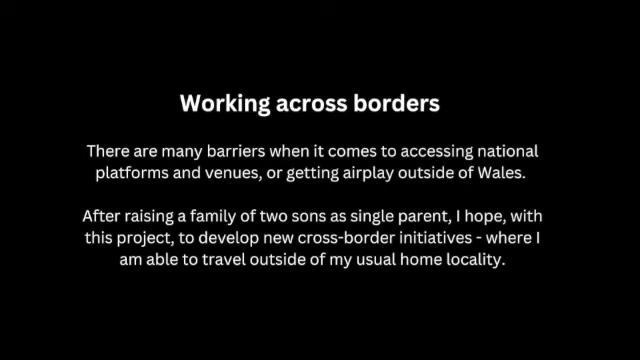 Working across borders
There are many barriers when it comes to accessing national
platforms and venues, or getting airplay outside of Wales.
After raising a family of two sons as single parent, I hope, with
this project, to develop new cross-border initiatives - where I
am able to travel outside of my usual home locality.